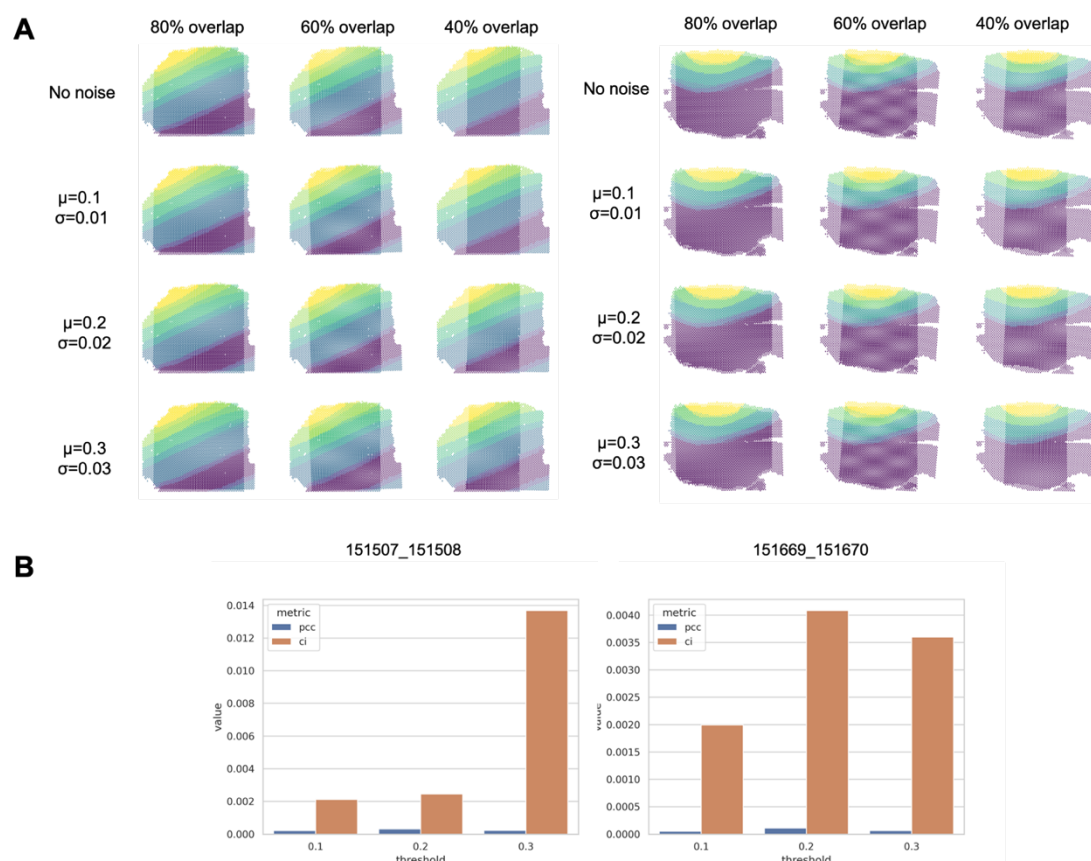 A
80% overlap 60% overlap 40% overlap
80% overlap 60% overlap 40% overlap
No noise
No noise
μ=0.1
σ=0.01
μ=0.1
σ=0.01
μ=0.2
σ=0.02
μ=0.2
σ=0.02
μ=0.3
σ=0.03
μ=0.3
σ=0.03
B
151507_151508
0.014
0.012
0.010
0.008
0.006
0.004
0.002
0.000
value
metric
pcc
ci
0.1 0.2 0.3
threshold
151669_151670
0.0040
0.0035
0.0030
0.0025
0.0020
0.0015
0.0010
0.0005
0.0000
value
metric
pcc
ci
0.1 0.2 0.3
threshold